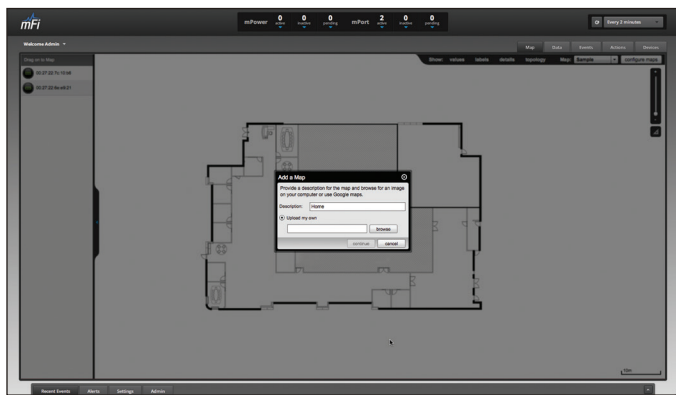 mFi
mPower 0 active 0 inactive 0 pending mPort 2 active 0 inactive 0 pending
Every 2 minutes
Welcome Admin
Map Data Events Actions Devices
Drag All to Map
Show: values labels details topology Map: Sample configure maps
Add a Map
Provide a description for the map and browse for an image
on your computer or use Google maps.
Description: Home
Upload my own
browse
continue cancel
10m
Recent Events Alerts Settings Admin